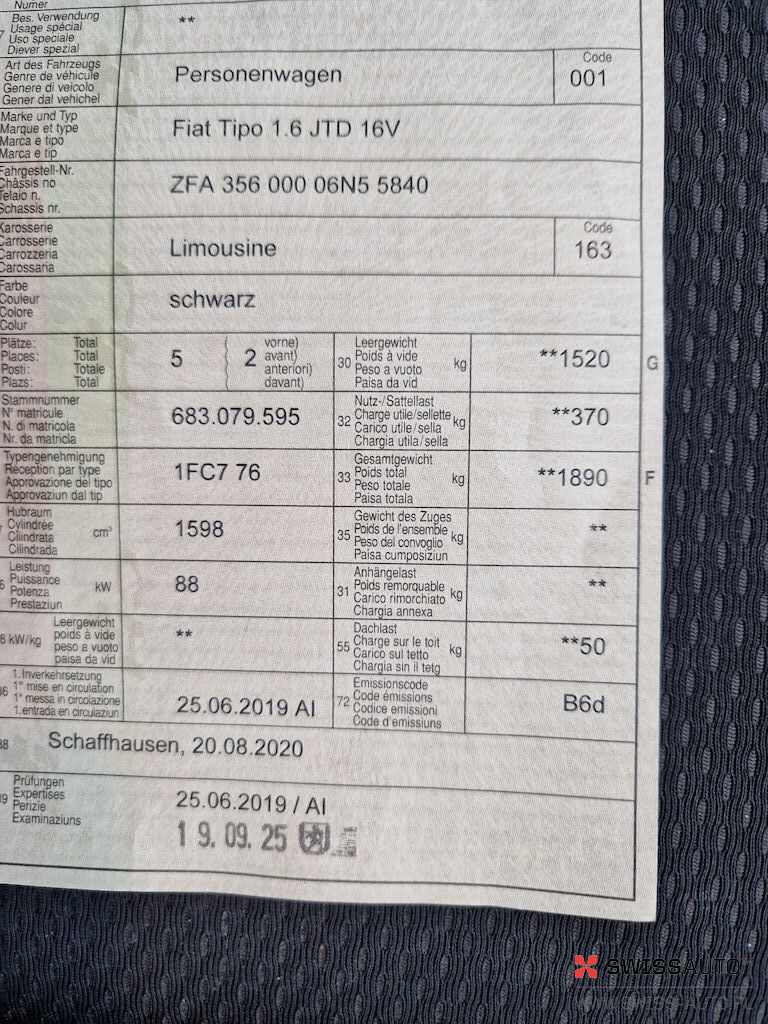 Numer
Bes. Verwendung
Usage spécial
Uso speciale
Diever spezial
**
Art des Fahrzeugs
Genre de véhicule
Genere di veicolo
Gener dal vehichel
Personenwagen
Code
001
Marke und Typ
Marque et type
Marca e tipo
Marca e tip
Fiat Tipo 1.6 JTD 16V
Fahrgestell-Nr.
Châssis no
Telaio n.
Schassis nr.
ZFA 356 000 06N5 5840
Karosserie
Carrosserie
Carrozzeria
Carossaria
Limousine
Code
163
Farbe
Couleur
Colore
Colur
schwarz
Plätze: Total
Places: Total
Posti: Totale
Plazs: Total
5
2
vorne)
avant)
anteriori)
davant)
30
Leergewicht
Poids à vide
Peso a vuoto
Paisa da vid
kg
**1520
G
Stammnummer
N° matricule
N. di matricola
Nr. da matricla
683.079.595
32
Nutz-/Sattellast
Charge utile/sellette
Carico utile/sella
Chargia utila/sella
kg
**370
Typengenehmigung
Réception par type
Approvazione del tipo
Approvaziun dal tip
1FC7 76
33
Gesamtgewicht
Poids total
Peso totale
Paisa totala
kg
**1890
F
Hubraum
Cylindrée
Cilindrata
Cilindrada
cm³
1598
35
Gewicht des Zuges
Poids de l'ensemble
Peso del convoglio
Paisa cumposiziun
kg
**
Leistung
Puissance
Potenza
Prestaziun
kW
88
31
Anhängelast
Poids remorquable
Carico rimorchiato
Chargia annexa
kg
**
8 kW/kg
Leergewicht
poids à vide
peso a vuoto
paisa da vid
**
55
Dachlast
Charge sur le toit
Carico sul tetto
Chargia sin il tetg
kg
**50
36
1. Inverkehrsetzung
1re mise en circulation
1a messa in circolazione
1. entrada en circulaziun
25.06.2019 AI
72
Emissionscode
Code émissions
Codice emissioni
Code d'emissiuns
B6d
38
Schaffhausen, 20.08.2020
39
Prüfungen
Expertises
Perizie
Examinaziuns
25.06.2019 / AI
19.09.25
SWISSAUTO